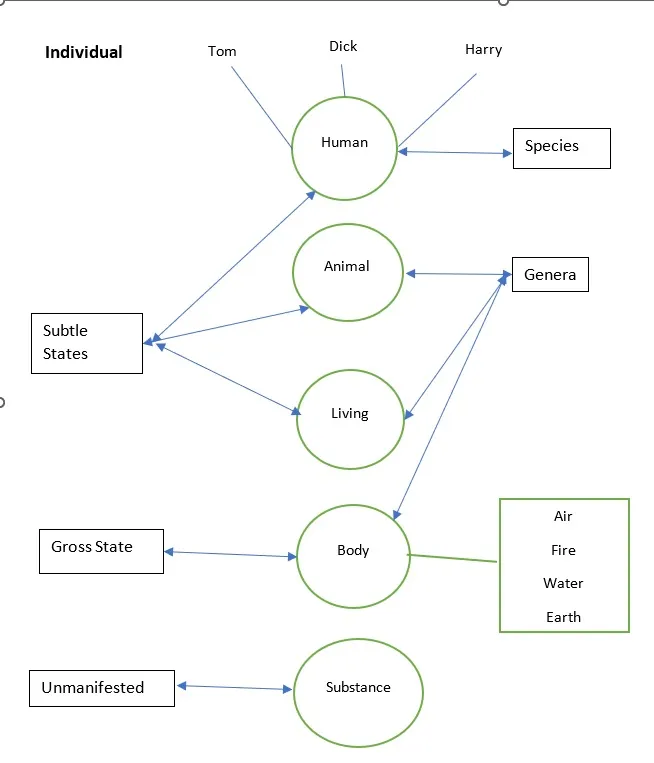 Individual
Tom
Dick
Harry
Human
Species
Animal
Genera
Subtle
States
Living
Gross State
Body
Air
Fire
Water
Earth
Unmanifested
Substance